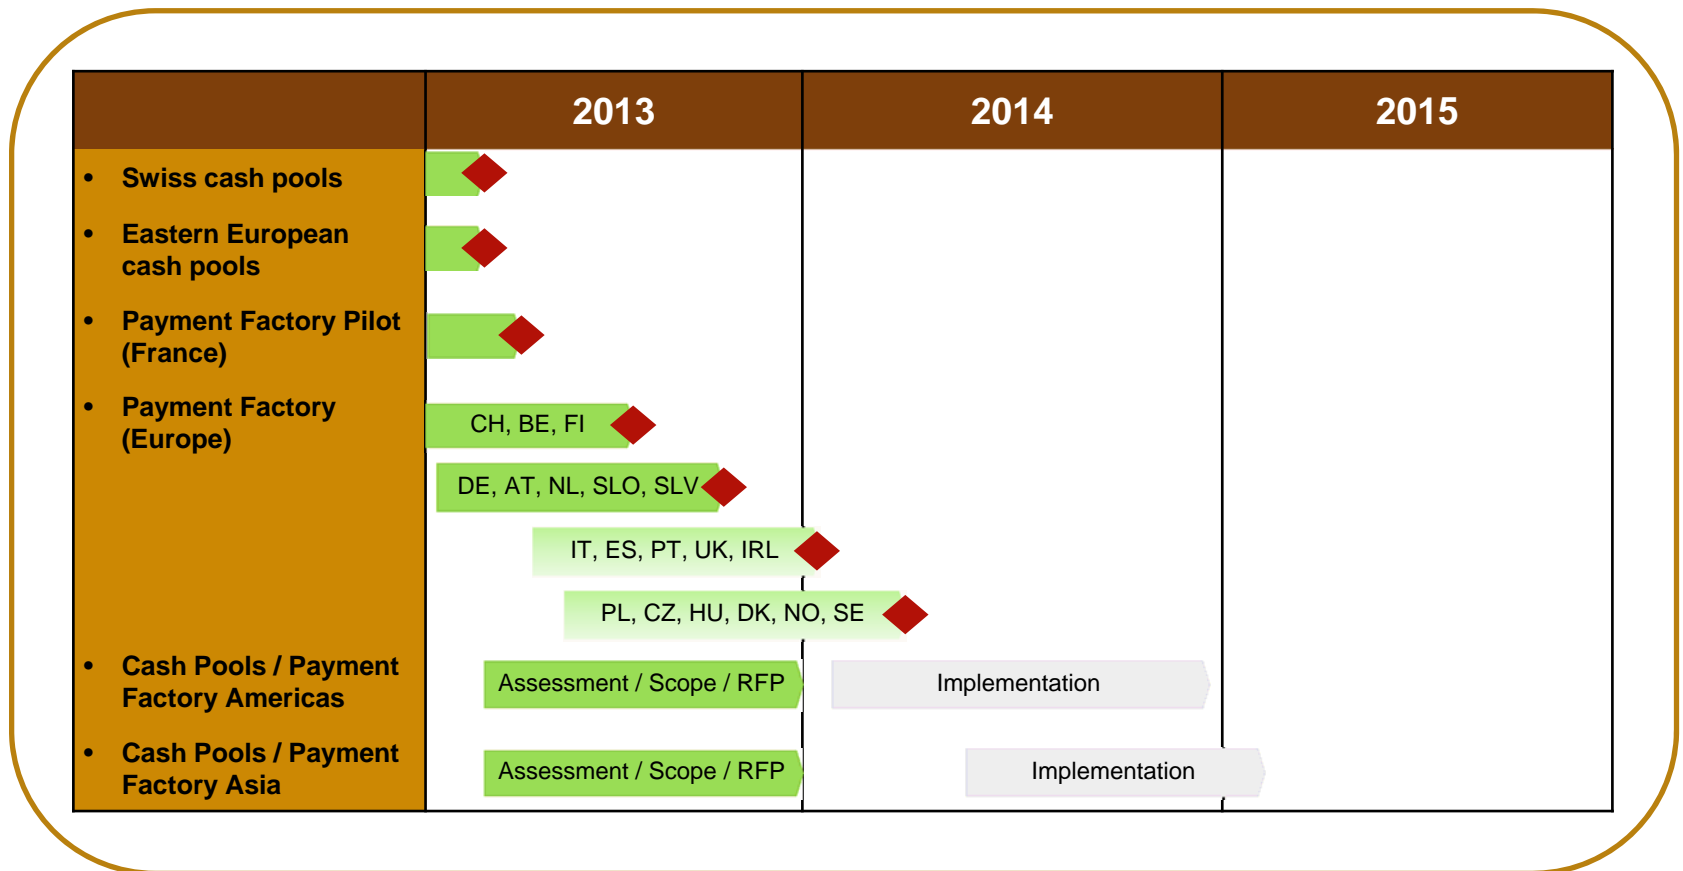 2013 2014 2015
• Swiss cash pools
• Eastern European
cash pools
• Payment Factory Pilot
(France)
• Payment Factory
(Europe)
CH, BE, FI
DE, AT, NL, SLO, SLV
IT, ES, PT, UK, IRL
PL, CZ, HU, DK, NO, SE
• Cash Pools / Payment
Factory Americas
Assessment / Scope / RFP
Implementation
• Cash Pools / Payment
Factory Asia
Assessment / Scope / RFP
Implementation